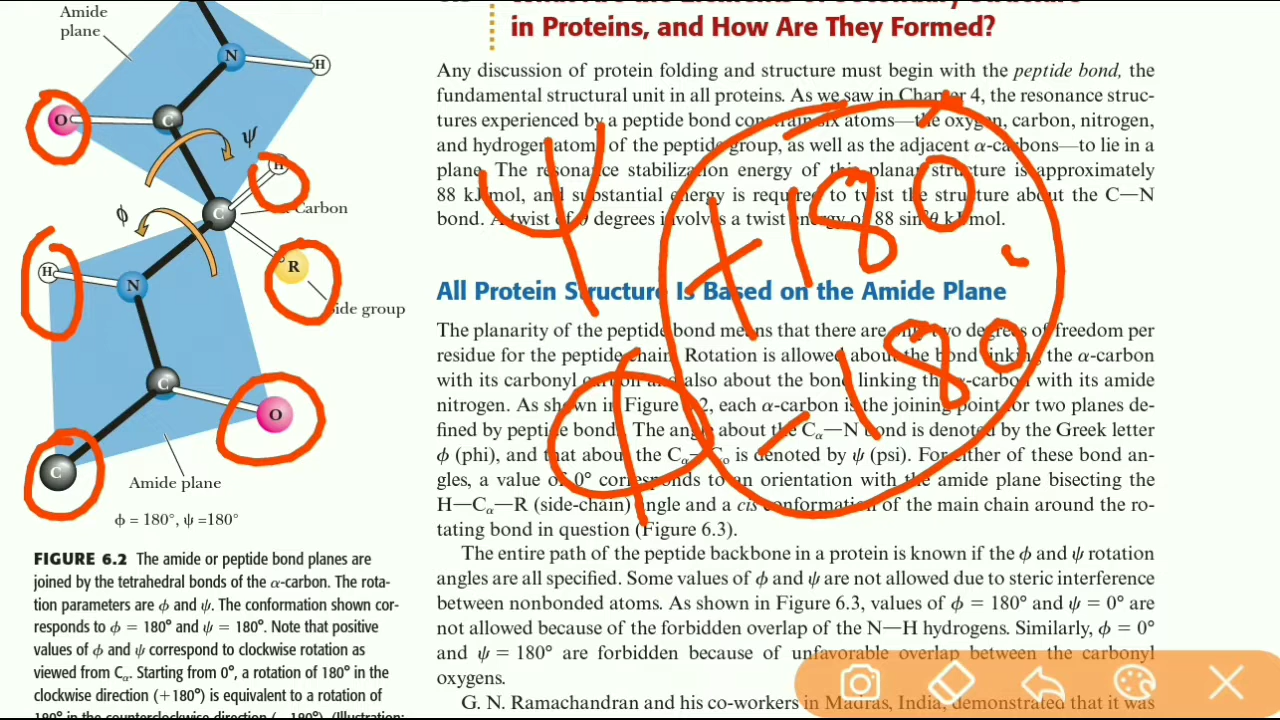 Amide
plane
N
H
O
C
ψ
H
C
Carbon
ϕ
R
H
N
Side group
C
O
C
Amide plane
ϕ = 180°, ψ =180°
FIGURE 6.2 The amide or peptide bond planes are
joined by the tetrahedral bonds of the α-carbon. The rota-
tion parameters are ϕ and ψ. The conformation shown cor-
responds to ϕ = 180° and ψ = 180°. Note that positive
values of ϕ and ψ correspond to clockwise rotation as
viewed from Cα. Starting from 0°, a rotation of 180° in the
clockwise direction (+180°) is equivalent to a rotation of
180° in the counterclockwise direction (−180°). (Illustration:
in Proteins, and How Are They Formed?
Any discussion of protein folding and structure must begin with the peptide bond, the
fundamental structural unit in all proteins. As we saw in Chapter 4, the resonance struc-
tures experienced by a peptide bond constrain six atoms—the oxygen, carbon, nitrogen,
and hydrogen atoms of the peptide group, as well as the adjacent α-carbons—to lie in a
plane. The resonance stabilization energy of this planar structure is approximately
88 kJ/mol, and substantial energy is required to twist the structure about the C—N
bond. A twist of θ degrees involves a twist energy of 88 sin²θ kJ/mol.
All Protein Structure Is Based on the Amide Plane
The planarity of the peptide bond means that there are only two degrees of freedom per
residue for the peptide chain. Rotation is allowed about the bond linking the α-carbon
with its carbonyl carbon and also about the bond linking the α-carbon with its amide
nitrogen. As shown in Figure 6.2, each α-carbon is the joining point for two planes de-
fined by peptide bonds. The angle about the Cα—N bond is denoted by the Greek letter
ϕ (phi), and that about the Cα—Co is denoted by ψ (psi). For either of these bond an-
gles, a value of 0° corresponds to an orientation with the amide plane bisecting the
H—Cα—R (side-chain) angle and a cis conformation of the main chain around the ro-
tating bond in question (Figure 6.3).
The entire path of the peptide backbone in a protein is known if the ϕ and ψ rotation
angles are all specified. Some values of ϕ and ψ are not allowed due to steric interference
between nonbonded atoms. As shown in Figure 6.3, values of ϕ = 180° and ψ = 0° are
not allowed because of the forbidden overlap of the N—H hydrogens. Similarly, ϕ = 0°
and ψ = 180° are forbidden because of unfavorable overlap between the carbonyl
oxygens.
G. N. Ramachandran and his co-workers in Madras, India, demonstrated that it was
ψ
+180
ϕ
-180